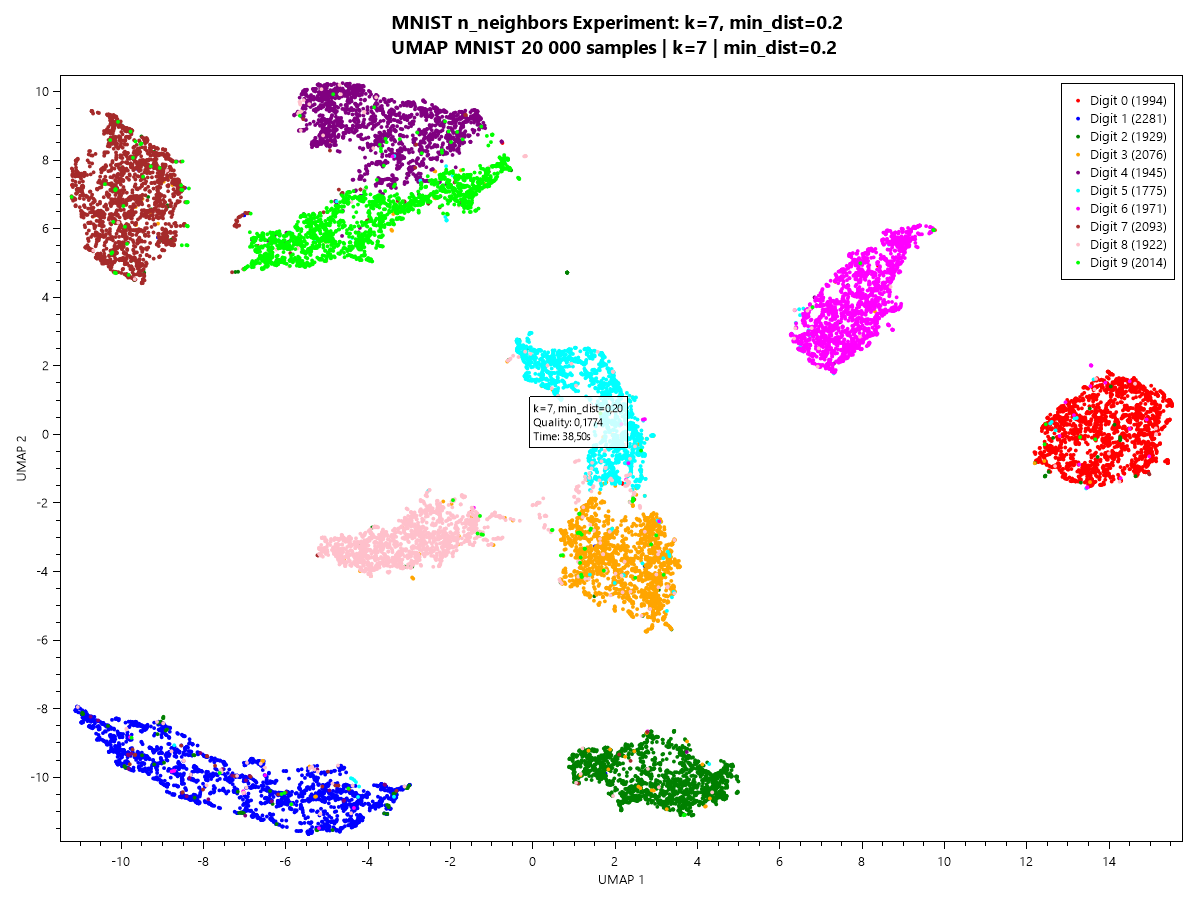 MNIST n_neighbors Experiment: k=7, min_dist=0.2
UMAP MNIST 20 000 samples | k=7 | min_dist=0.2
Digit 0 (1994)
Digit 1 (2281)
Digit 2 (1929)
Digit 3 (2076)
Digit 4 (1945)
Digit 5 (1775)
Digit 6 (1971)
Digit 7 (2093)
Digit 8 (1922)
Digit 9 (2014)
10
8
6
4
2
0
-2
-4
-6
-8
-10
UMAP 2
k=7, min_dist=0,20
Quality: 0,1774
Time: 38,50s
-10 -8 -6 -4 -2 0 2 4 6 8 10 12 14
UMAP 1